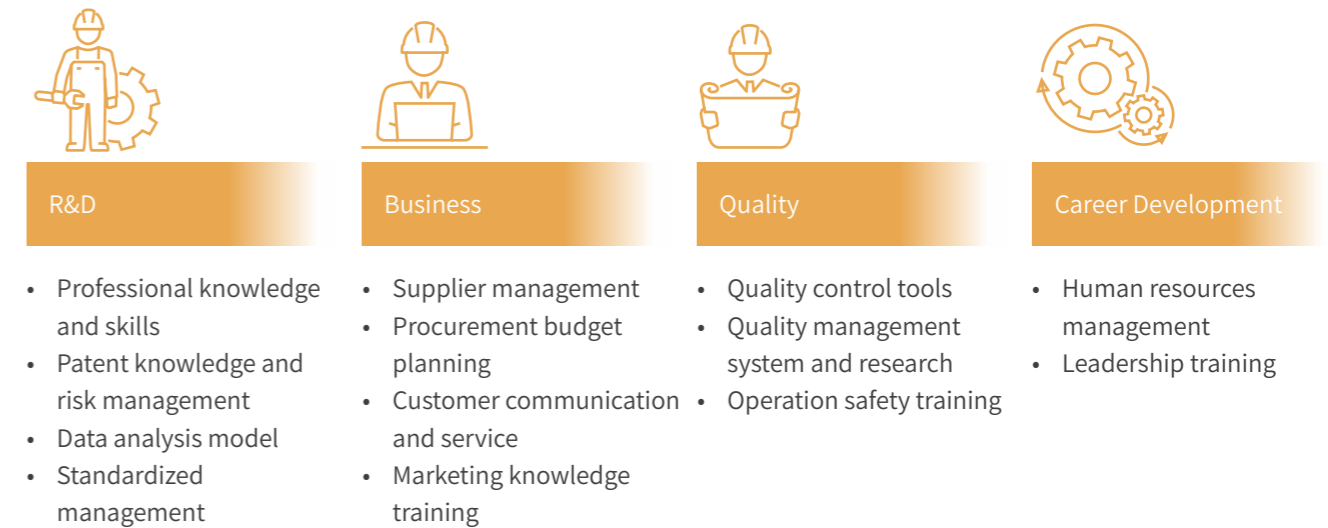 R&D
• Professional knowledge
and skills
• Patent knowledge and
risk management
• Data analysis model
• Standardized
management
Business
• Supplier management
• Procurement budget
planning
• Customer communication
and service
• Marketing knowledge
training
Quality
• Quality control tools
• Quality management
system and research
• Operation safety training
Career Development
• Human resources
management
• Leadership training